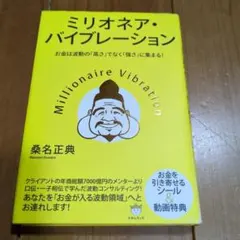 ミリオネア・
バイブレーション
お金は波動の「高さ」でなく「強さ」に集まる!
Millionaire Vibration
桑名正典
クライアントの年商総額7000億円のメンターより
口伝・一子相伝で学んだ波動コンサルティング!
あなたを「お金が入る波動領域」へと
お連れします!
お金を
引き寄せる
シール
&
動画特典